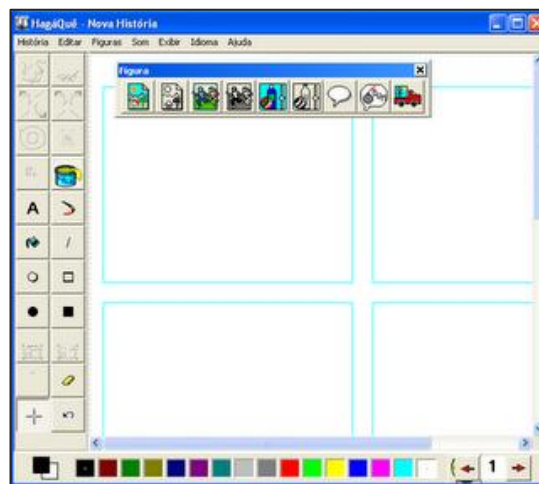 HagáQuê - Nova História
História Editar Figuras Som Exibir Idioma Ajuda
Figura
A
1